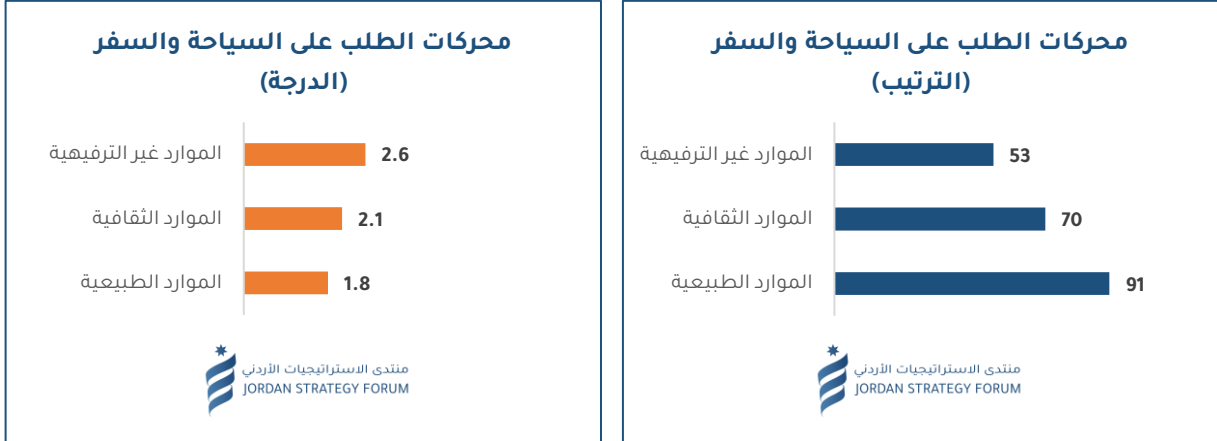 محركات الطلب على السياحة والسفر
(الترتيب)
الموارد غير الترفيهية 53
الموارد الثقافية 70
الموارد الطبيعية 91
منتدى الاستراتيجيات الأردني
JORDAN STRATEGY FORUM
محركات الطلب على السياحة والسفر
(الدرجة)
الموارد غير الترفيهية 2.6
الموارد الثقافية 2.1
الموارد الطبيعية 1.8
منتدى الاستراتيجيات الأردني
JORDAN STRATEGY FORUM